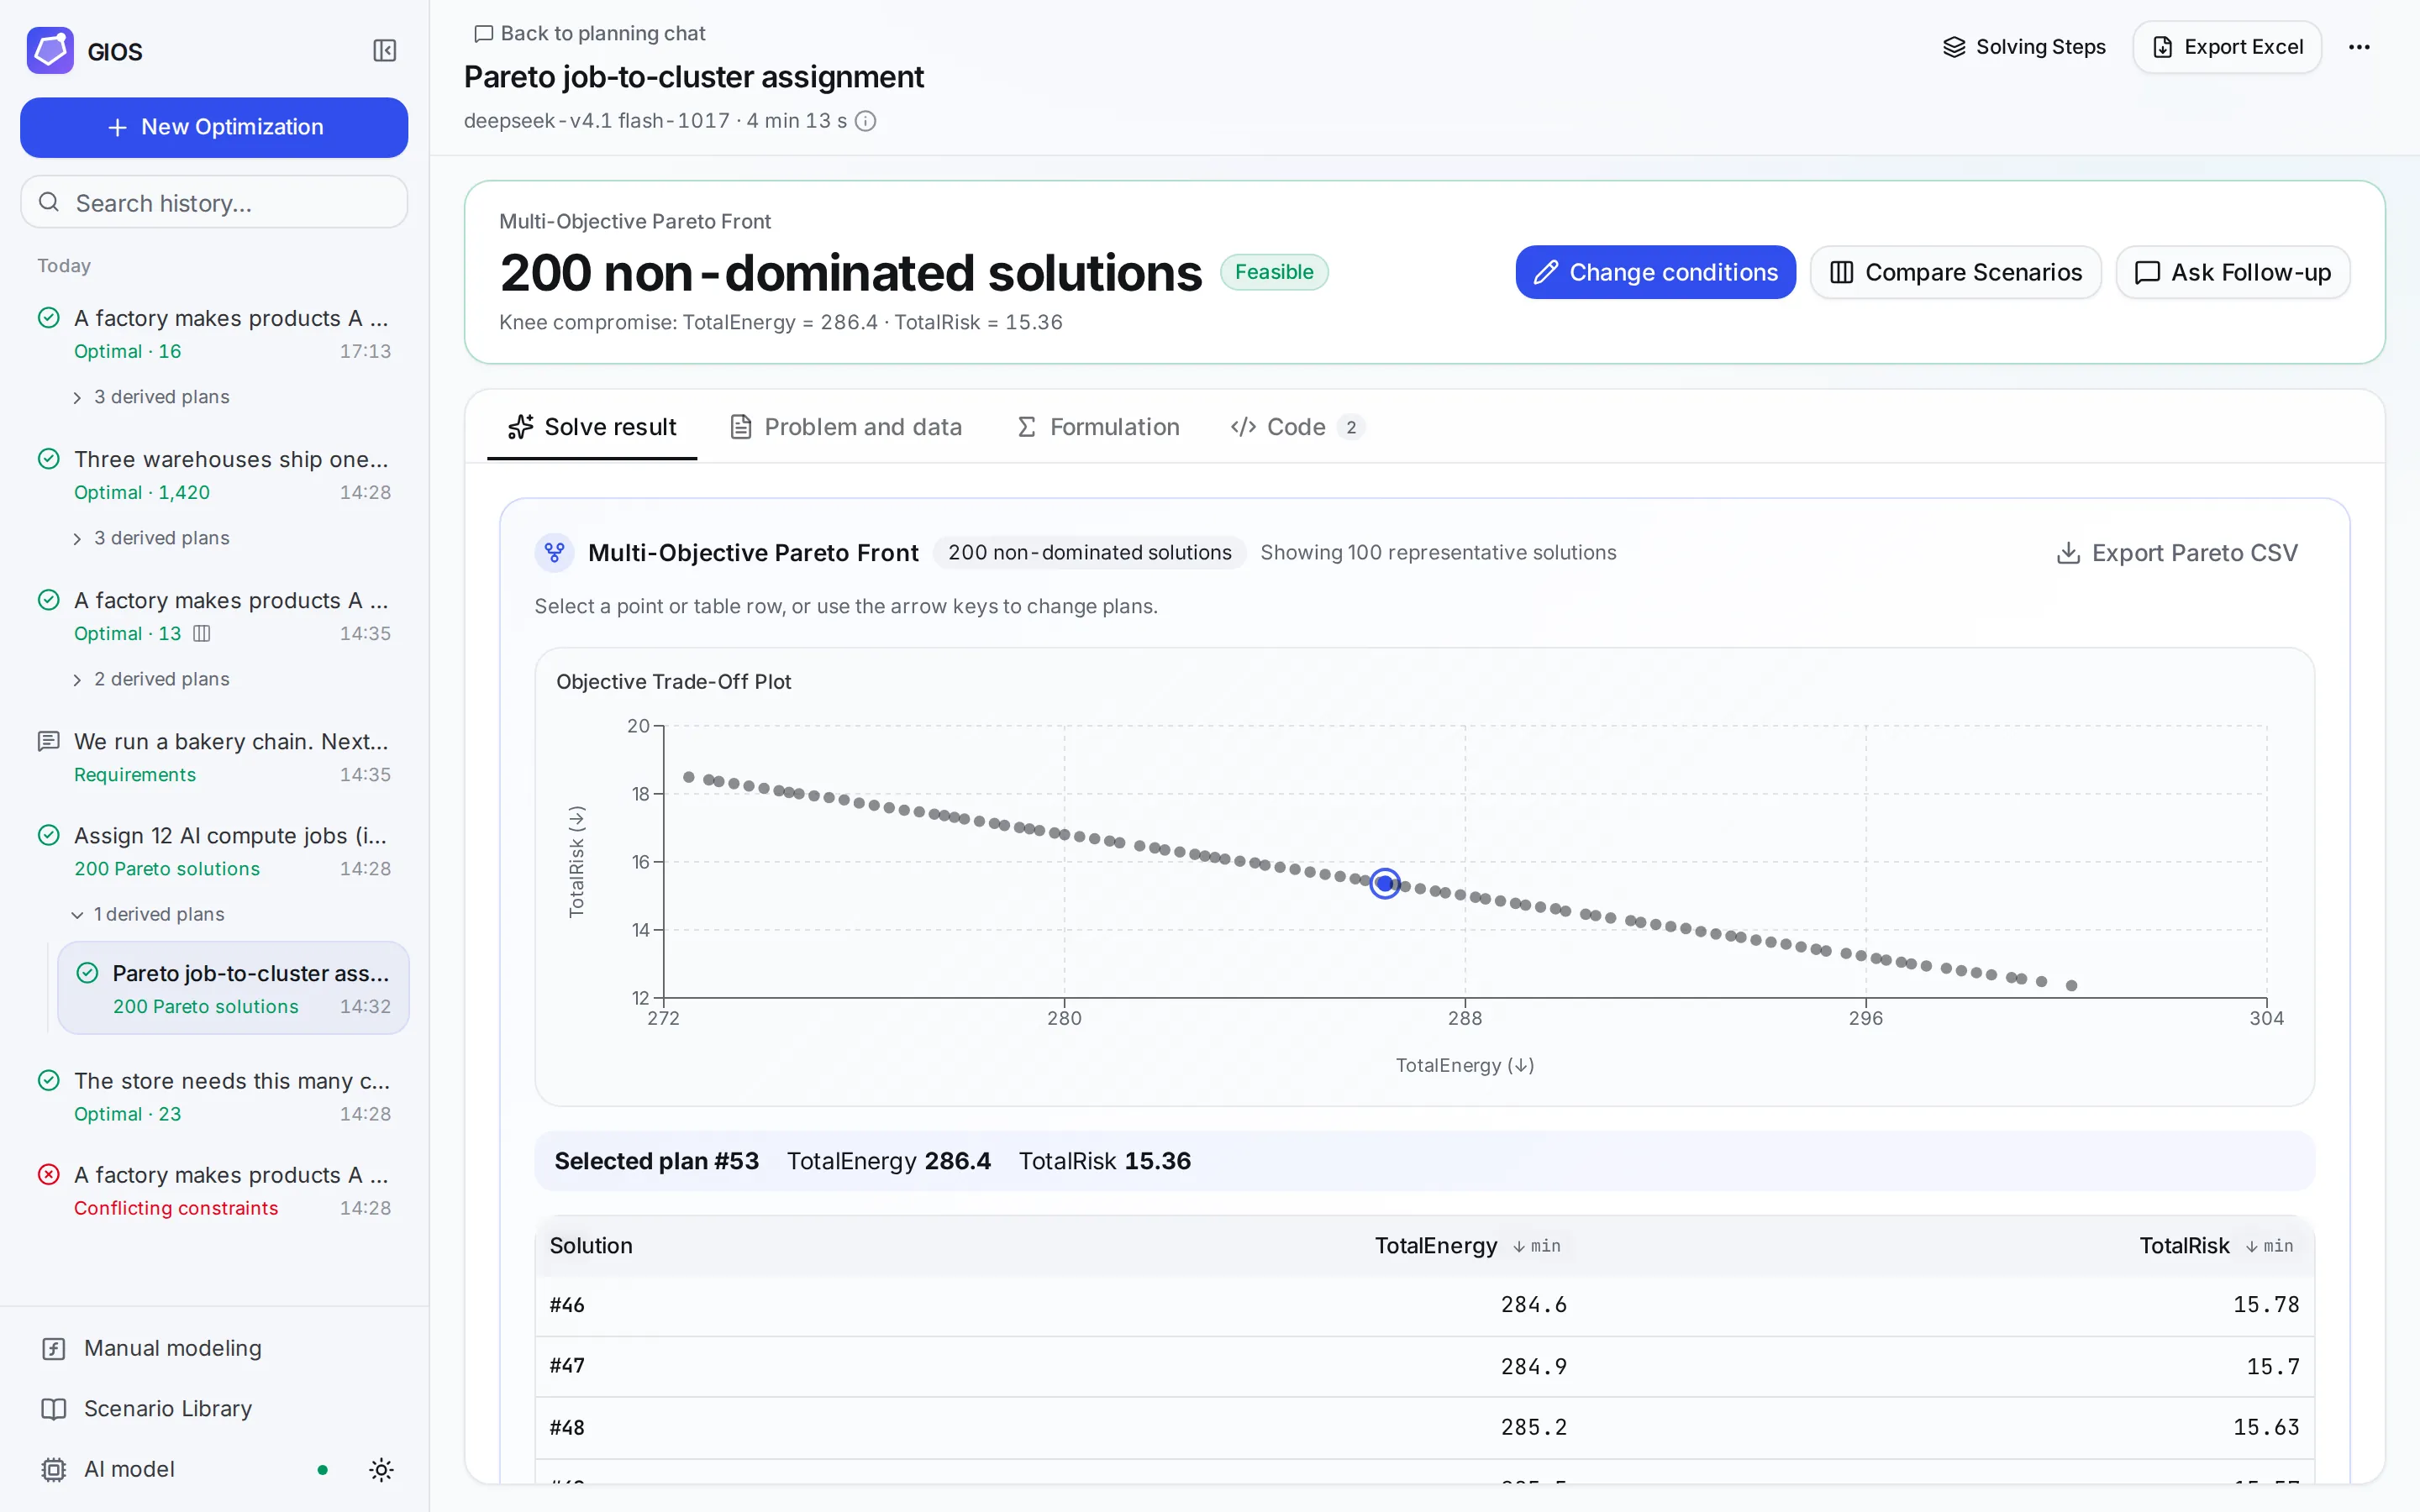 GIOS
New Optimization
Search history...
Today
A factory makes products A ...
Optimal · 16 17:13
3 derived plans
Three warehouses ship one...
Optimal · 1,420 14:28
3 derived plans
A factory makes products A ...
Optimal · 13 14:35
2 derived plans
We run a bakery chain. Next...
Requirements 14:35
Assign 12 AI compute jobs (i...
200 Pareto solutions 14:28
1 derived plans
Pareto job-to-cluster ass...
200 Pareto solutions 14:32
The store needs this many c...
Optimal · 23 14:28
A factory makes products A ...
Conflicting constraints 14:28
Manual modeling
Scenario Library
AI model
Back to planning chat
Pareto job-to-cluster assignment
deepseek-v4.1 flash-1017 · 4 min 13 s
Solving Steps
Export Excel
Multi-Objective Pareto Front
200 non-dominated solutions Feasible
Knee compromise: TotalEnergy = 286.4 · TotalRisk = 15.36
Change conditions
Compare Scenarios
Ask Follow-up
Solve result Problem and data Formulation Code 2
Multi-Objective Pareto Front 200 non-dominated solutions Showing 100 representative solutions Export Pareto CSV
Select a point or table row, or use the arrow keys to change plans.
Objective Trade-Off Plot
20
18
16
14
12
TotalRisk (↓)
272 280 288 296 304
TotalEnergy (↓)
Selected plan #53 TotalEnergy 286.4 TotalRisk 15.36
Solution TotalEnergy ↓ min TotalRisk ↓ min
#46 284.6 15.78
#47 284.9 15.7
#48 285.2 15.63